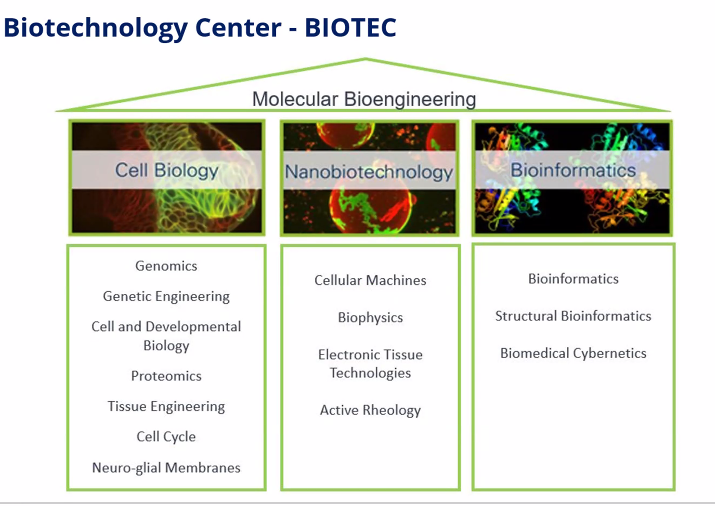 Biotechnology Center - BIOTEC
Molecular Bioengineering
Cell Biology
Nanobiotechnology
Bioinformatics
Genomics
Genetic Engineering
Cell and Developmental
Biology
Proteomics
Tissue Engineering
Cell Cycle
Neuro-glial Membranes
Cellular Machines
Biophysics
Electronic Tissue
Technologies
Active Rheology
Bioinformatics
Structural Bioinformatics
Biomedical Cybernetics